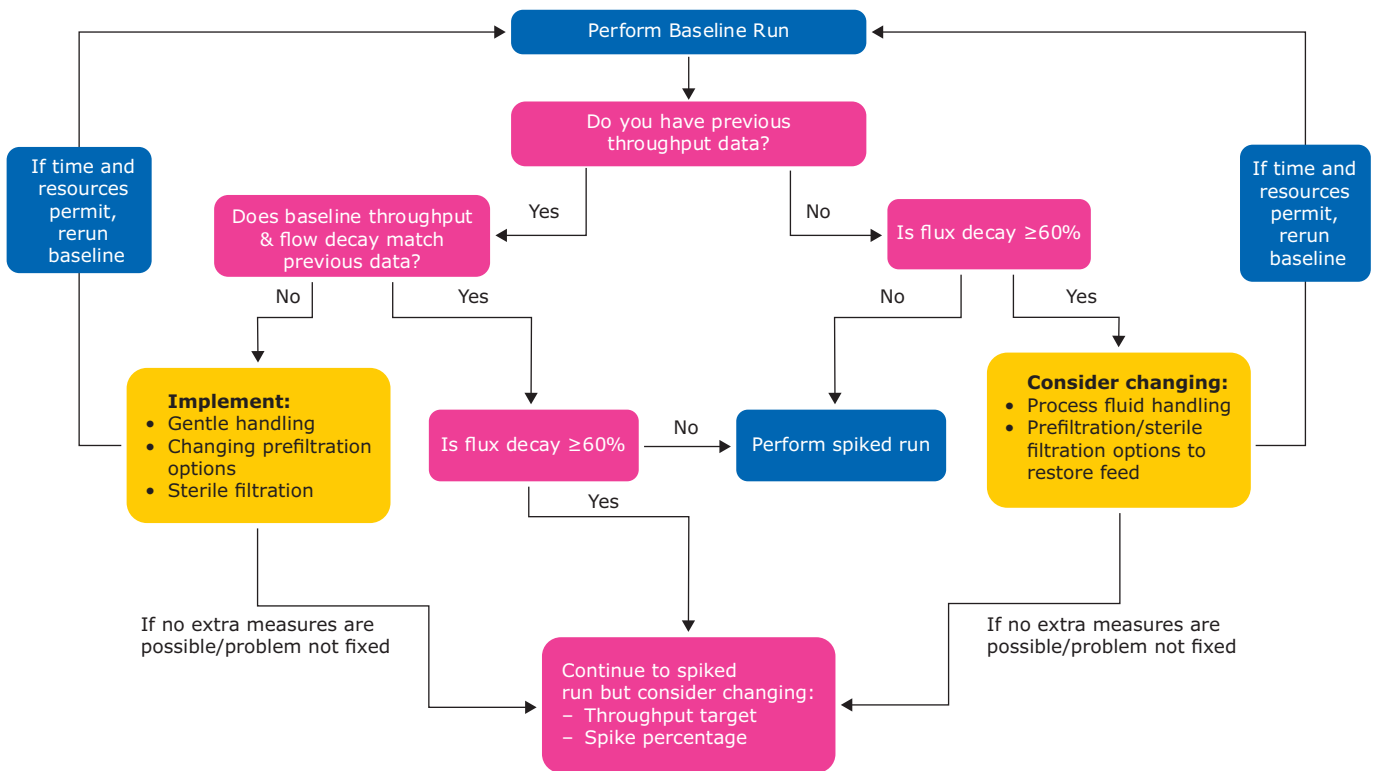 Perform Baseline Run
Do you have previous
throughput data?
If time and
resources
permit,
rerun
baseline
If time and
resources
permit,
rerun
baseline
Yes
No
Does baseline throughput
& flow decay match
previous data?
Is flux decay ≥60%
No
Yes
No
Yes
Implement:
• Gentle handling
• Changing prefiltration
options
• Sterile filtration
Is flux decay ≥60%
No
Perform spiked run
Consider changing:
• Process fluid handling
• Prefiltration/sterile
filtration options to
restore feed
Yes
If no extra measures are
possible/problem not fixed
If no extra measures are
possible/problem not fixed
Continue to spiked
run but consider changing:
– Throughput target
– Spike percentage